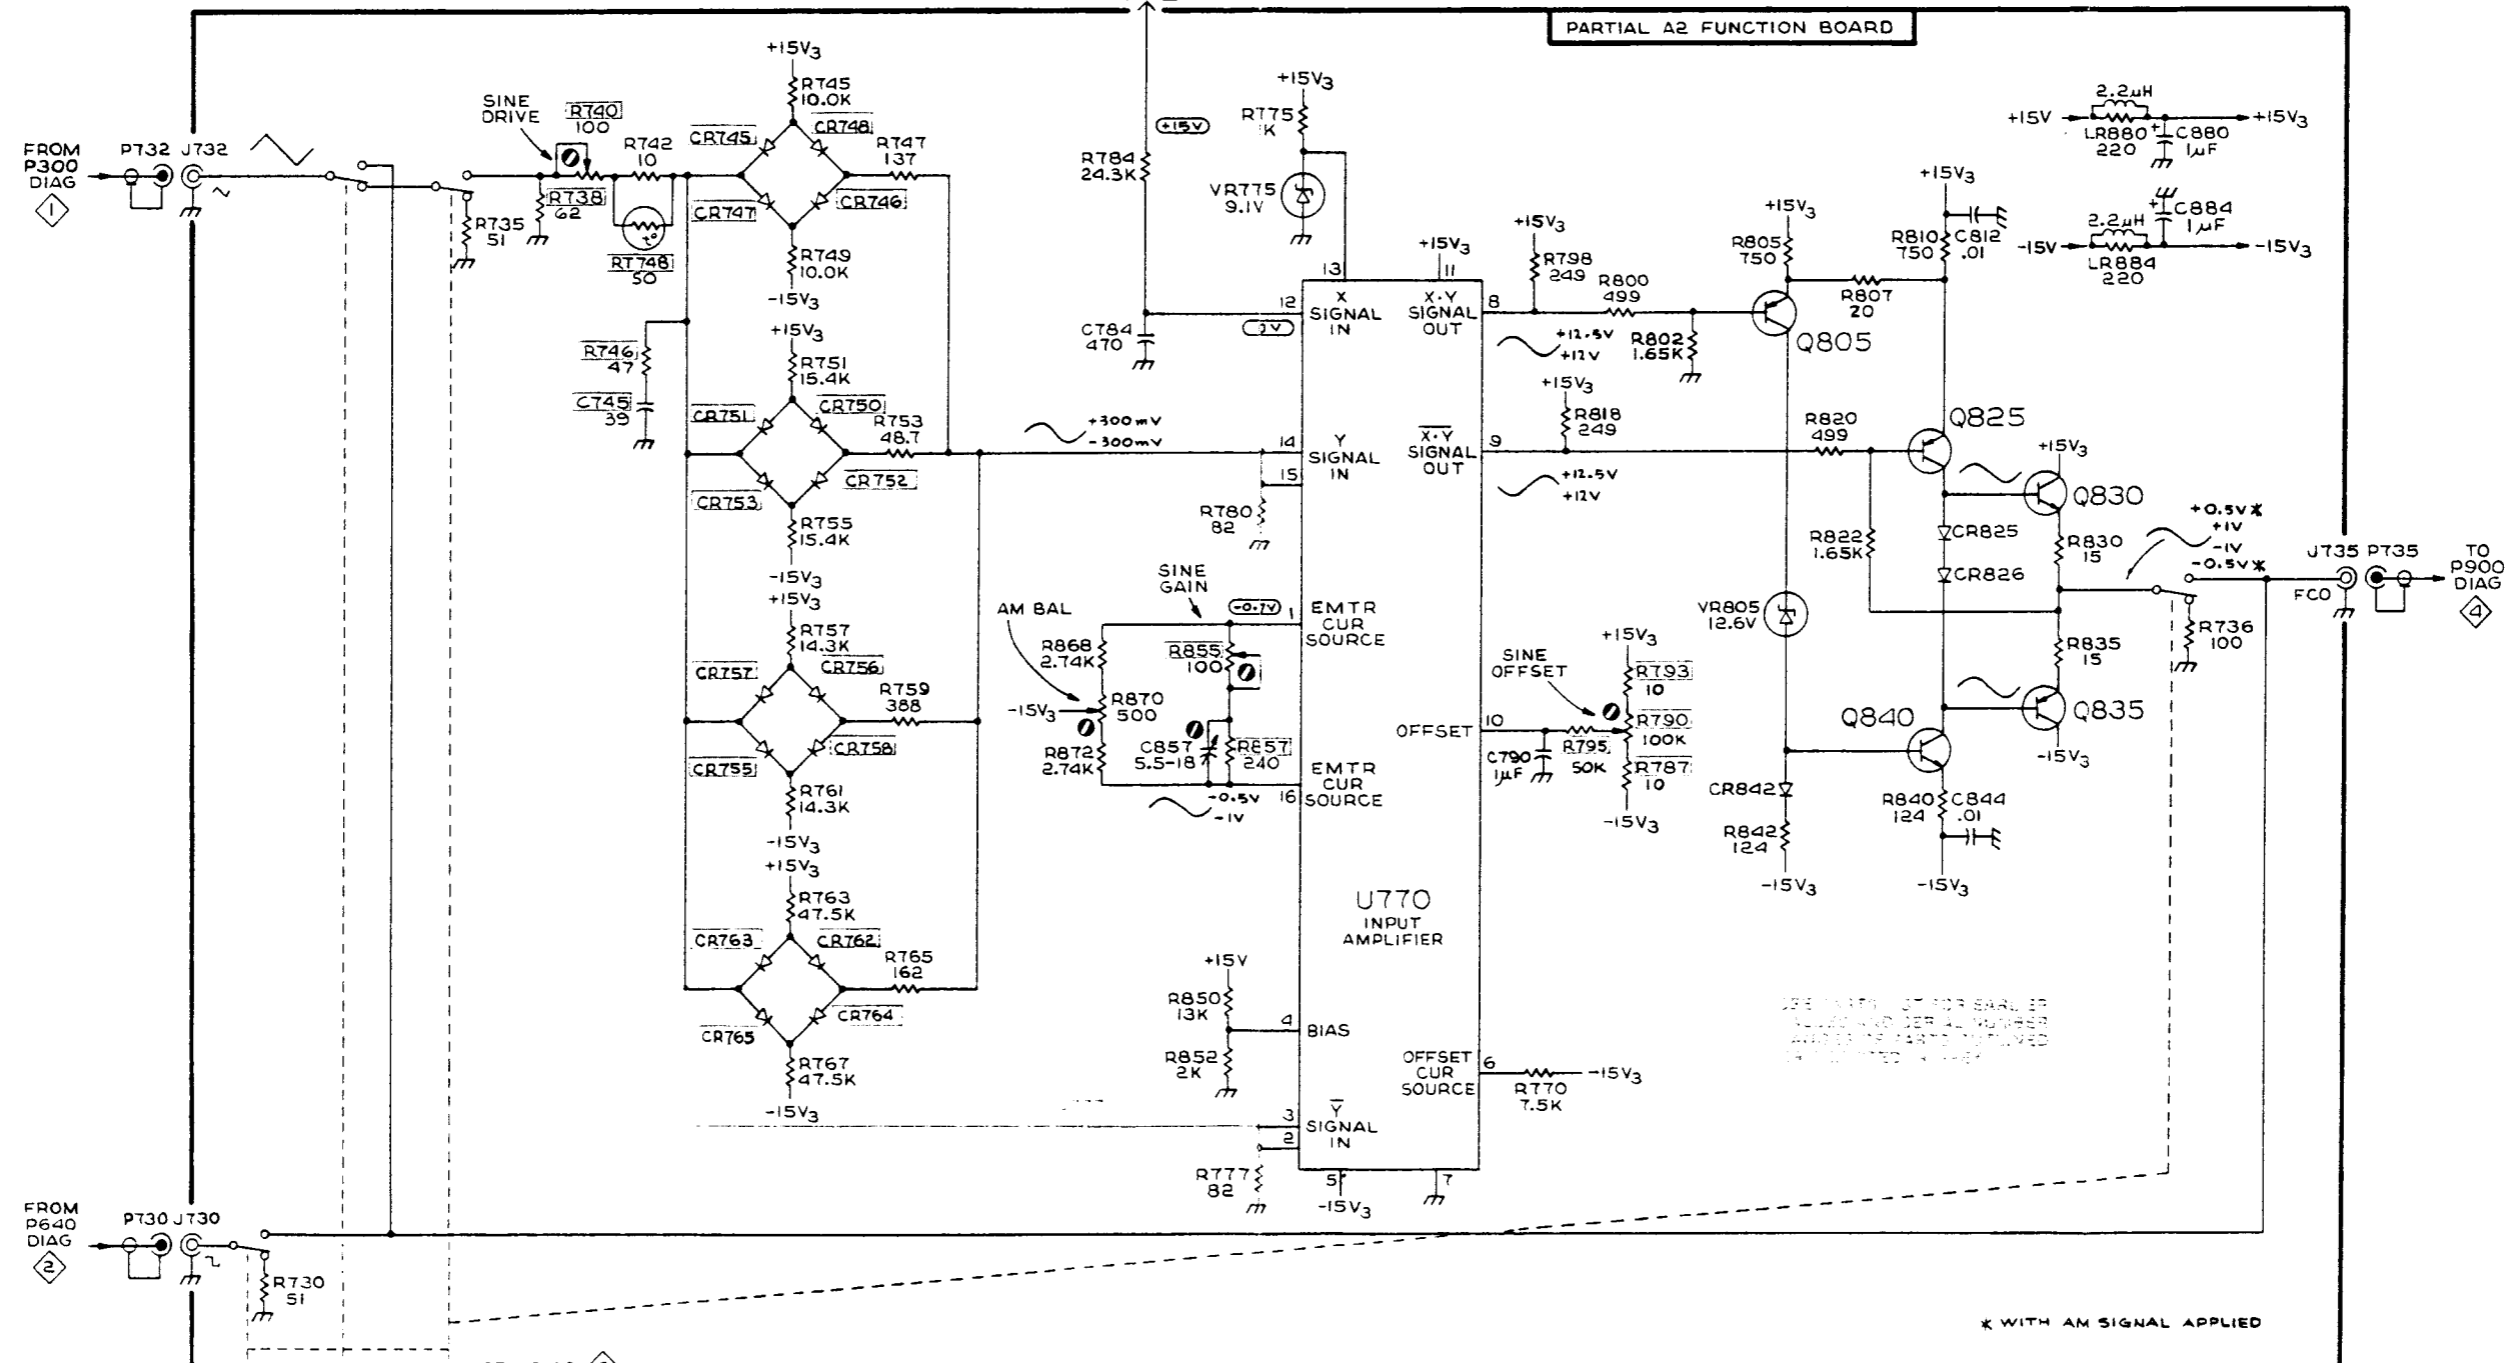 PARTIAL A2 FUNCTION BOARD
FROM
P300
DIAG
1
P732 J732
R735
51
SINE
DRIVE
R740
100
R738
62
R742
10
RT748
50
+15V3
R745
10.0K
CR745
CR748
R747
137
CR747
CR746
R749
10.0K
-15V3
R746
47
C745
39
+15V3
R751
15.4K
CR751
CR750
R753
48.7
CR753
CR752
R755
15.4K
-15V3
+15V3
R757
14.3K
CR757
CR756
R759
388
CR755
CR758
R761
14.3K
-15V3
+15V3
R763
47.5K
CR763
CR762
R765
162
CR765
CR764
R767
47.5K
-15V3
+15V
R784
24.3K
C784
470
+15V3
R775
1K
VR775
9.1V
+300mV
-300mV
R780
82
SINE
GAIN
AM BAL
-0.7V
R868
2.74K
R855
100
-15V3
R870
500
R872
2.74K
C857
5.5-18
R857
240
-0.5V
-1V
+15V
R850
13K
R852
2K
R777
82
13
X
SIGNAL
IN
12
11
+15V3
X·Y
SIGNAL
OUT
8
14
Y
SIGNAL
IN
15
X·Y
SIGNAL
OUT
9
1
EMTR
CUR
SOURCE
OFFSET
10
EMTR
CUR
SOURCE
16
U770
INPUT
AMPLIFIER
4
BIAS
OFFSET
CUR
SOURCE
6
3
Y
SIGNAL
IN
2
5
-15V3
7
R770
7.5K
-15V3
+15V3
R798
249
R800
499
+12.5V
+12V
R802
1.65K
+15V3
R818
249
+12.5V
+12V
+15V3
R805
750
Q805
R807
20
+15V3
R810
750
C812
.01
R820
499
Q825
R822
1.65K
CR825
CR826
+15V3
Q830
R830
15
R835
15
Q835
-15V3
VR805
12.6V
Q840
CR842
R842
124
-15V3
R840
124
C844
.01
-15V3
SINE
OFFSET
+15V3
R793
10
R790
100K
R787
10
-15V3
C790
1µF
R795
50K
+15V
2.2µH
LR880
220
C880
1µF
+15V3
-15V
2.2µH
LR884
220
C884
1µF
-15V3
+0.5V*
+1V
-1V
-0.5V*
R736
100
J735 P735
FCO
TO
P900
DIAG
4
FROM
P640
DIAG
2
P730 J730
R730
51
* WITH AM SIGNAL APPLIED